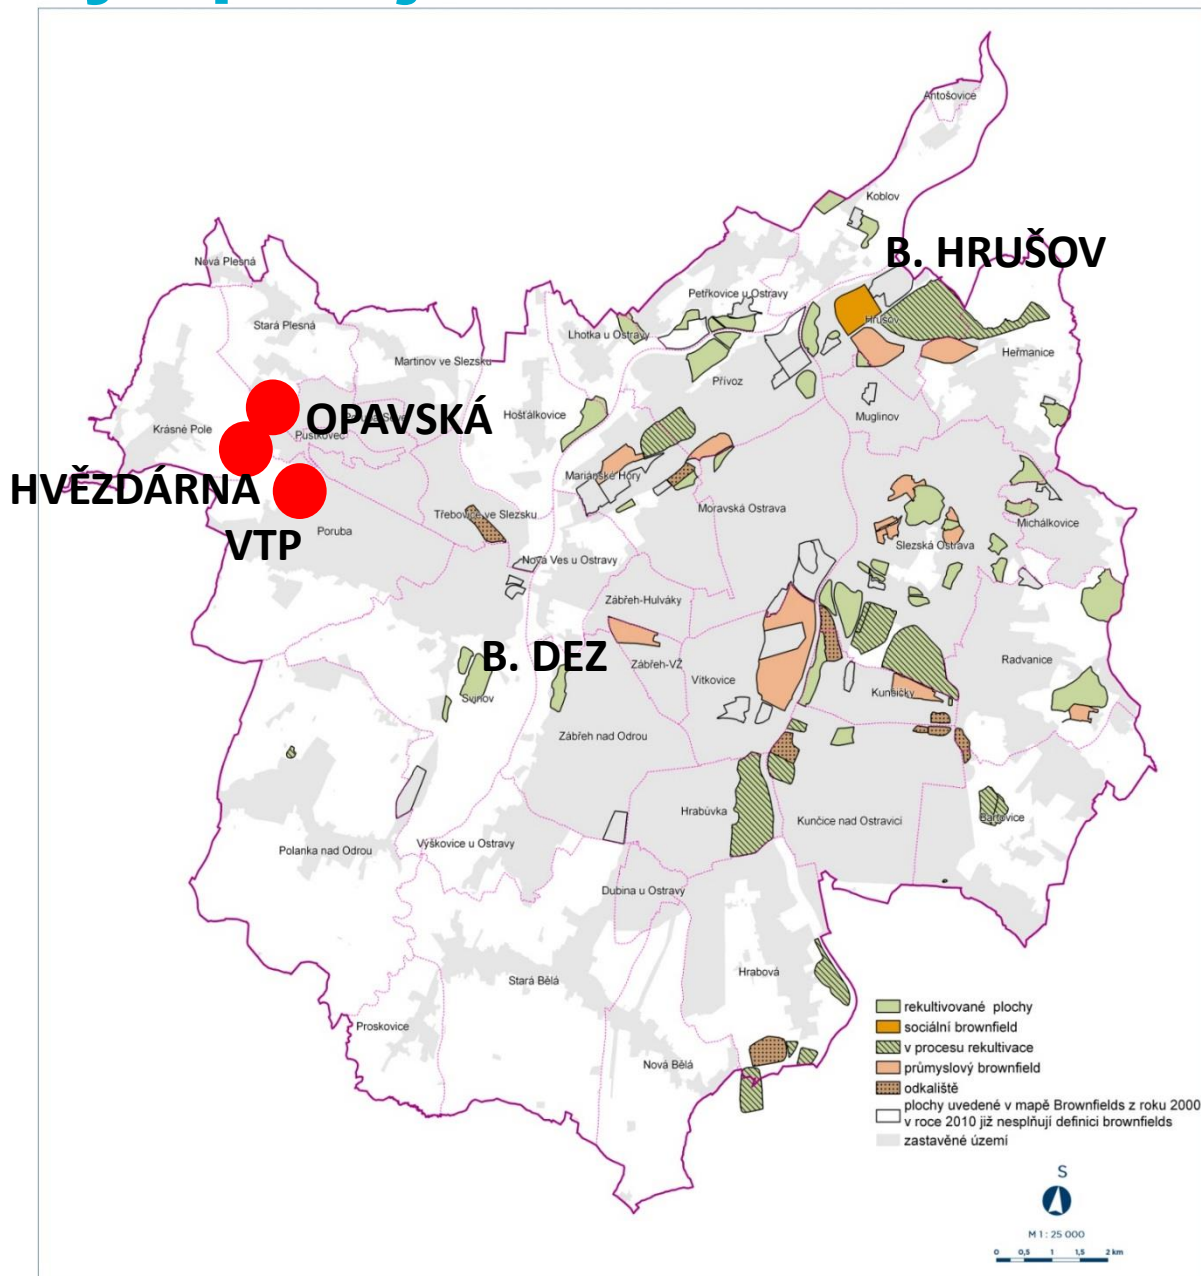 Antošovice
Koblov
B. HRUŠOV
Nová Plesná
Petřkovice u Ostravy
Hrušov
Stará Plesná
Lhotka u Ostravy
Heřmanice
Martinov ve Slezsku
Přívoz
OPAVSKÁ
Hošťálkovice
Muglinov
Krásné Pole
Pustkovec
Mariánské Hory
HVĚZDÁRNA
Moravská Ostrava
Třebovice ve Slezsku
Michálkovice
Poruba
VTP
Slezská Ostrava
Nová Ves u Ostravy
Zábřeh-Hulváky
B. DEZ
Zábřeh-VŽ
Radvanice
Vítkovice
Kunčičky
Svinov
Zábřeh nad Odrou
Hrabůvka
Kunčice nad Ostravicí
Bartovice
Polanka nad Odrou
Výškovice u Ostravy
Dubina u Ostravy
Stará Bělá
Hrabová
Proskovice
Nová Bělá
rekultivované plochy
sociální brownfield
v procesu rekultivace
průmyslový brownfield
odkaliště
plochy uvedené v mapě Brownfields z roku 2000
v roce 2010 již nesplňují definici brownfields
zastavěné území
S
M 1 : 25 000
0 0,5 1 1,5 2 km